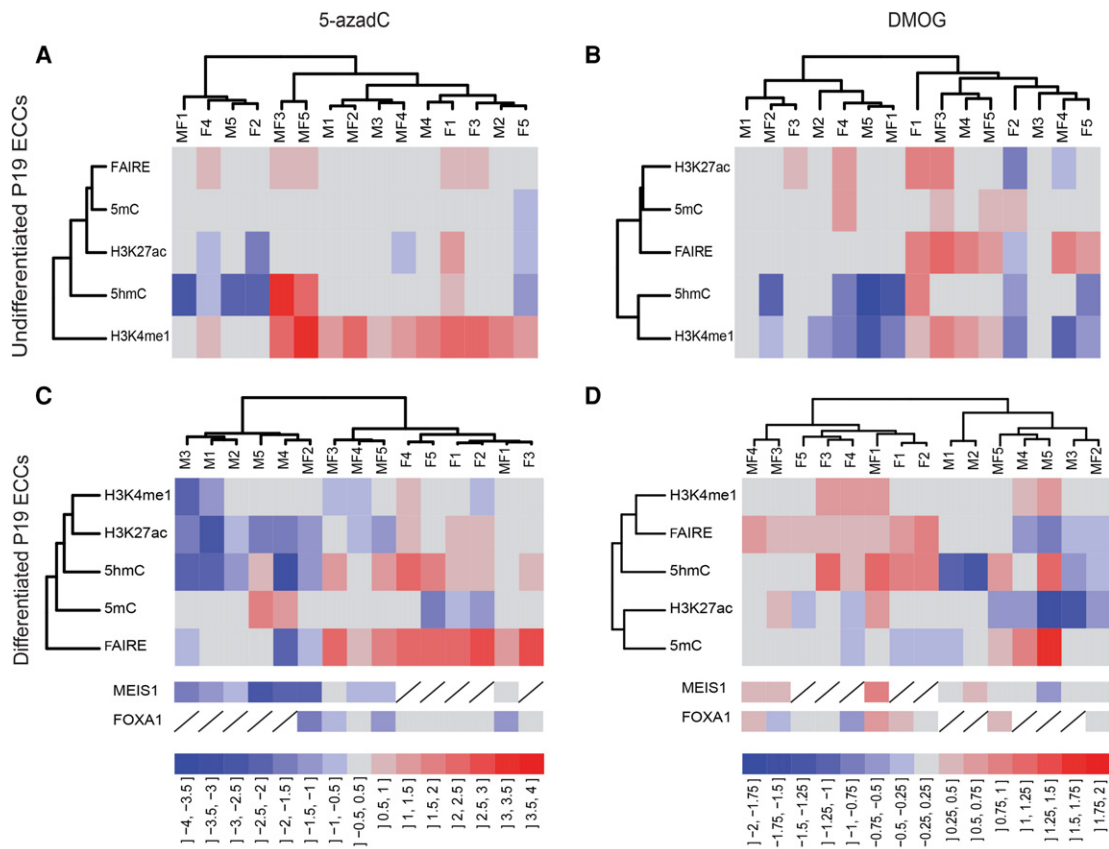 5-azadC
DMOG
A
B
Undifferentiated P19 ECCs
MF1 F4 M5 F2 MF3 MF5 M1 MF2 M3 MF4 M4 F1 F3 M2 F5
FAIRE
5mC
H3K27ac
5hmC
H3K4me1
M1 MF2 F3 M2 F4 M5 MF1 F1 MF3 M4 MF5 F2 M3 MF4 F5
H3K27ac
5mC
FAIRE
5hmC
H3K4me1
C
D
Differentiated P19 ECCs
M3 M1 M2 M5 M4 MF2 MF3 MF4 MF5 F4 F5 F1 F2 MF1 F3
H3K4me1
H3K27ac
5hmC
5mC
FAIRE
MEIS1
FOXA1
] -4, -3.5 ]
] -3.5, -3 ]
] -3, -2.5 ]
] -2.5, -2 ]
] -2, -1.5 ]
] -1.5, -1 ]
] -1, -0.5 ]
] -0.5, 0.5 ]
] 0.5, 1 ]
] 1, 1.5 ]
] 1.5, 2 ]
] 2, 2.5 ]
] 2.5, 3 ]
] 3, 3.5 ]
] 3.5, 4 ]
MF4 MF3 F5 F3 F4 MF1 F1 F2 M1 M2 MF5 M4 M5 M3 MF2
H3K4me1
FAIRE
5hmC
H3K27ac
5mC
MEIS1
FOXA1
] -2, -1.75 ]
-1.75, -1.5 ]
] -1.5, -1.25 ]
] -1.25, -1 ]
] -1, -0.75 ]
-0.75, -0.5 ]
] -0.5, -0.25 ]
-0.25, 0.25 ]
] 0.25, 0.5 ]
] 0.5, 0.75 ]
] 0.75, 1 ]
] 1, 1.25 ]
] 1.25, 1.5 ]
] 1.5, 1.75 ]
] 1.75, 2 ]